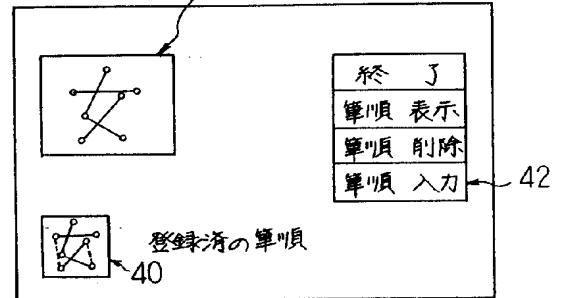 終 了
筆順 表示
筆順 削除
筆順 入力
42
登録済の筆順
40